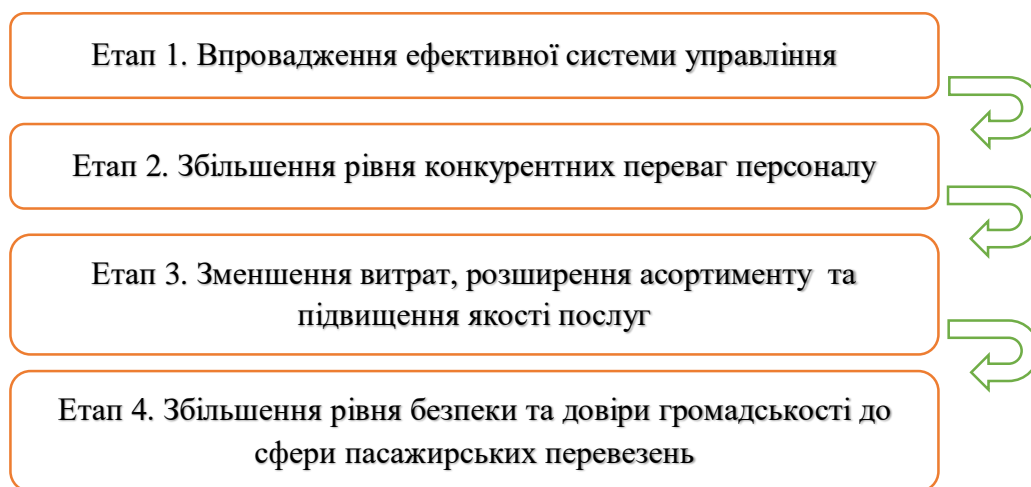 Етап 1. Впровадження ефективної системи управління
Етап 2. Збільшення рівня конкурентних переваг персоналу
Етап 3. Зменшення витрат, розширення асортименту та
підвищення якості послуг
Етап 4. Збільшення рівня безпеки та довіри громадськості до
сфери пасажирських перевезень